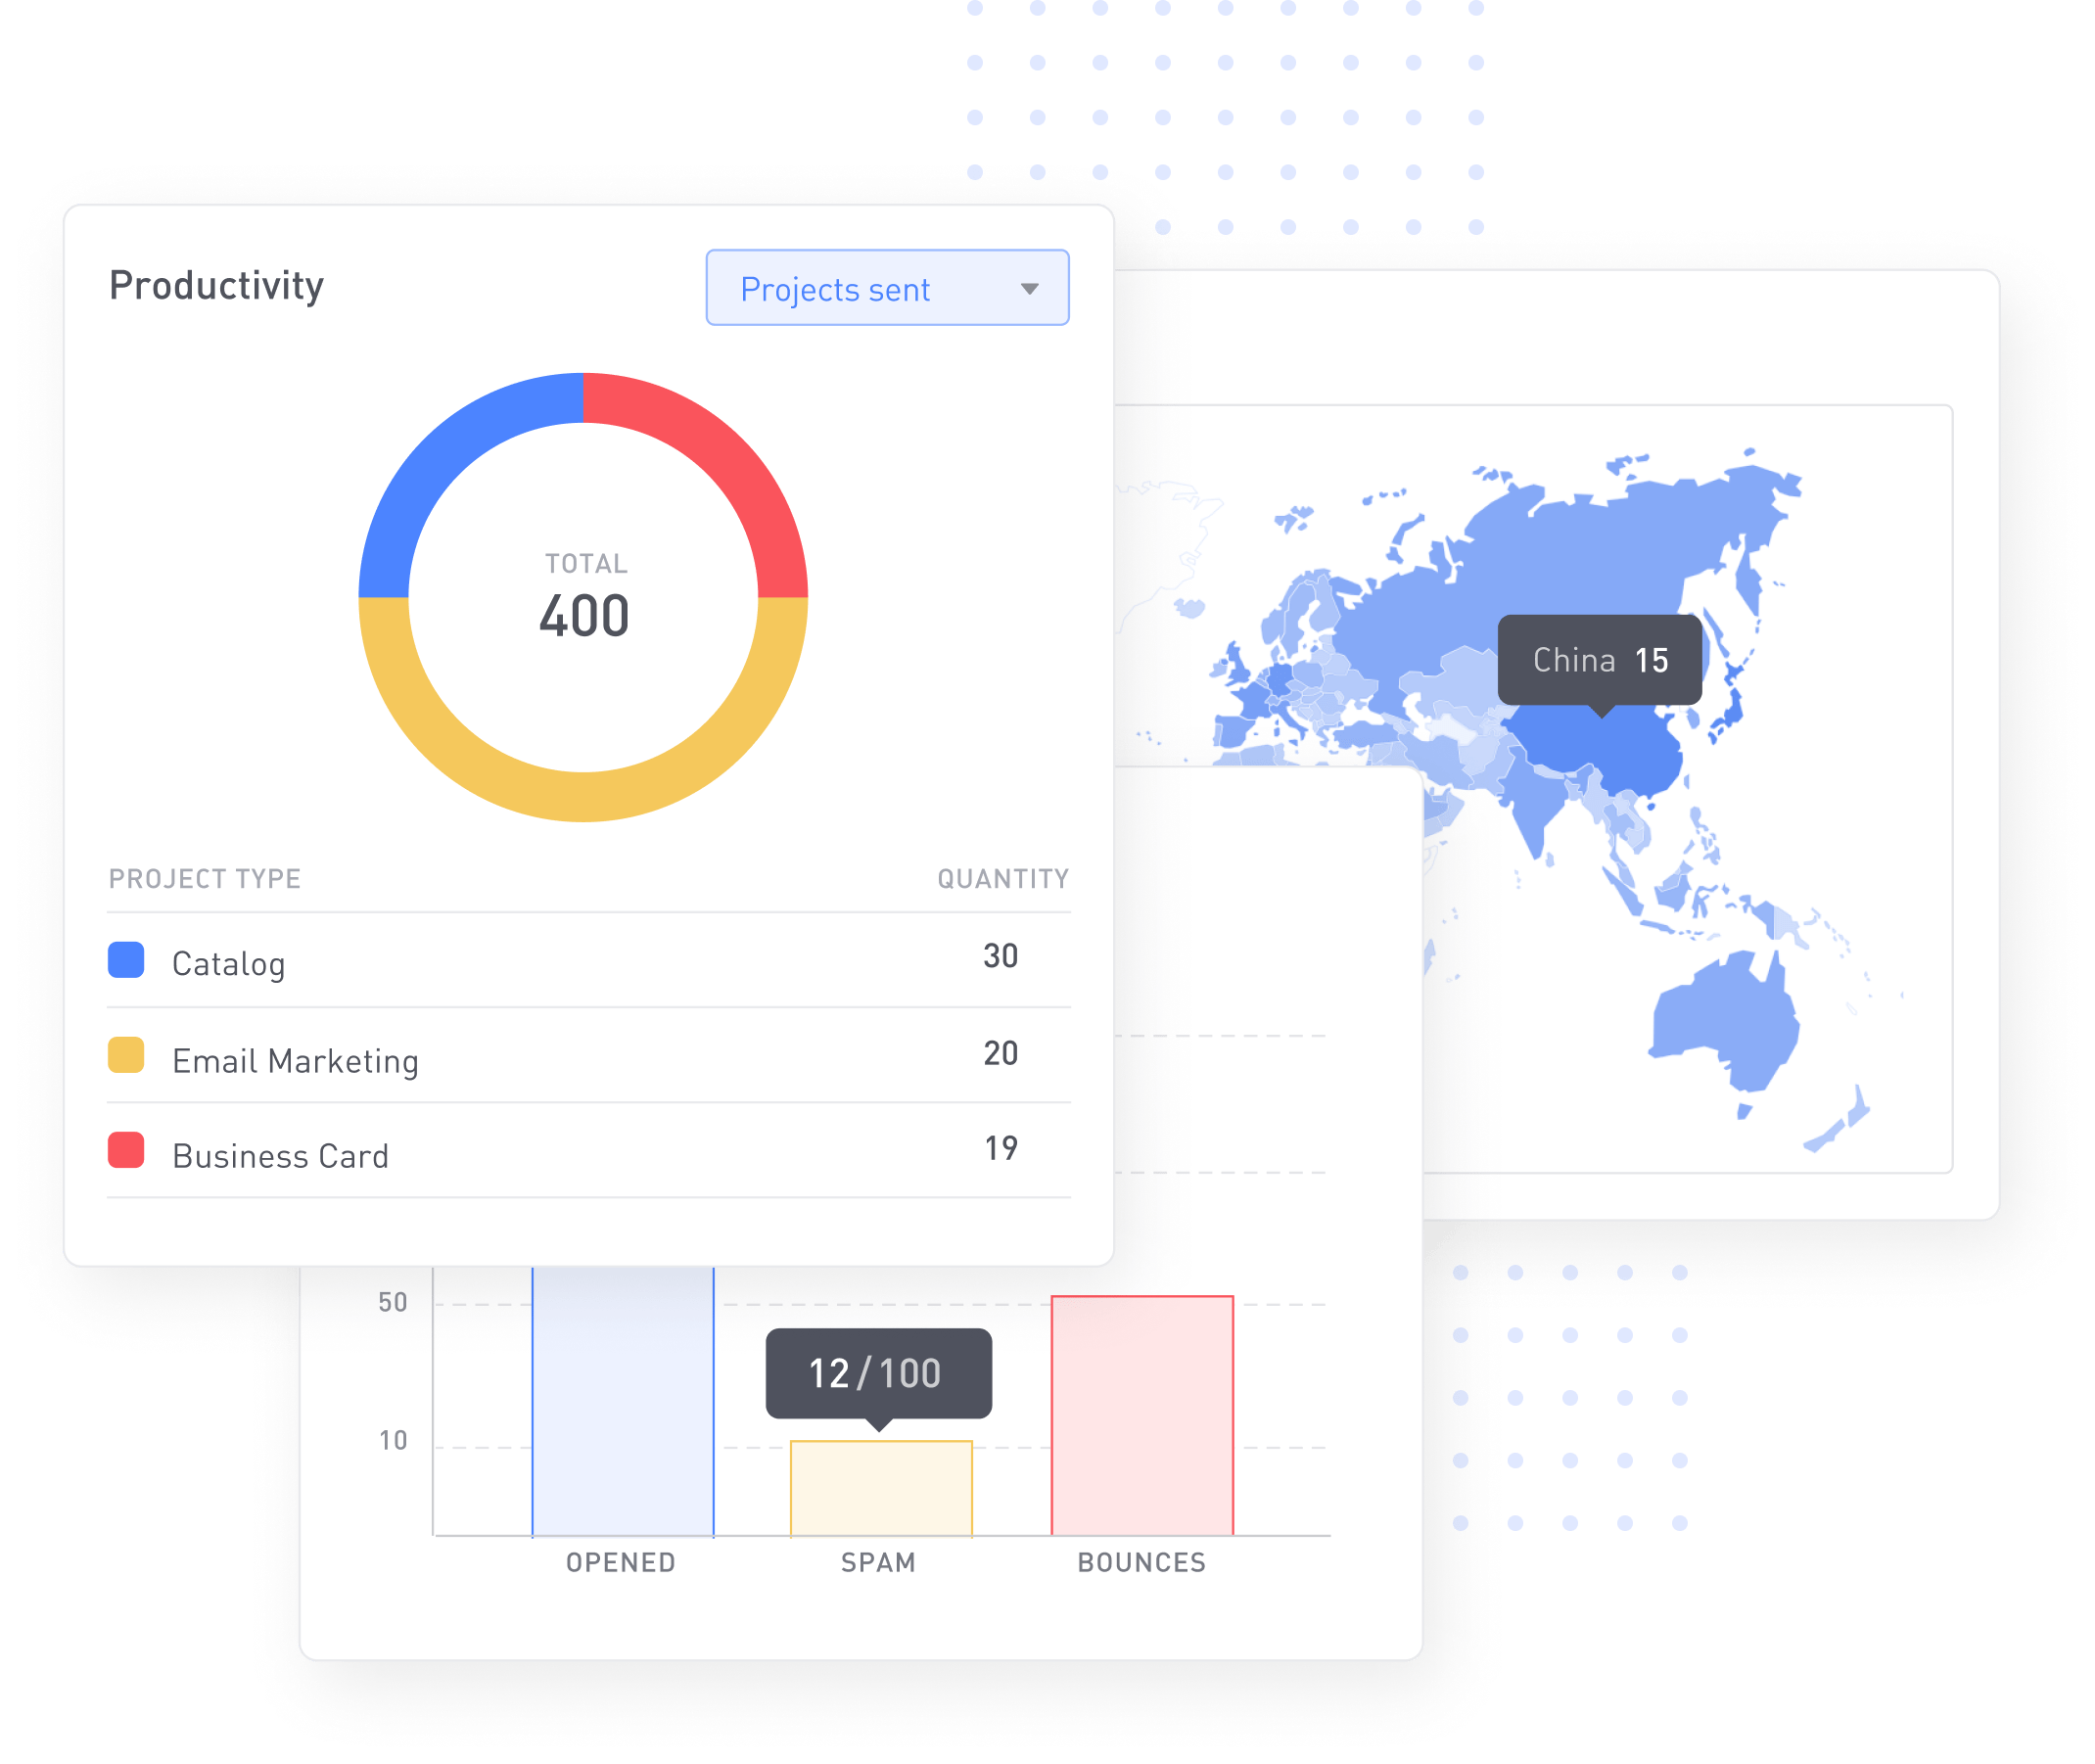 Productivity
Projects sent
TOTAL
400
PROJECT TYPE QUANTITY
Catalog 30
Email Marketing 20
Business Card 19
China 15
50
12/100
10
OPENED SPAM BOUNCES